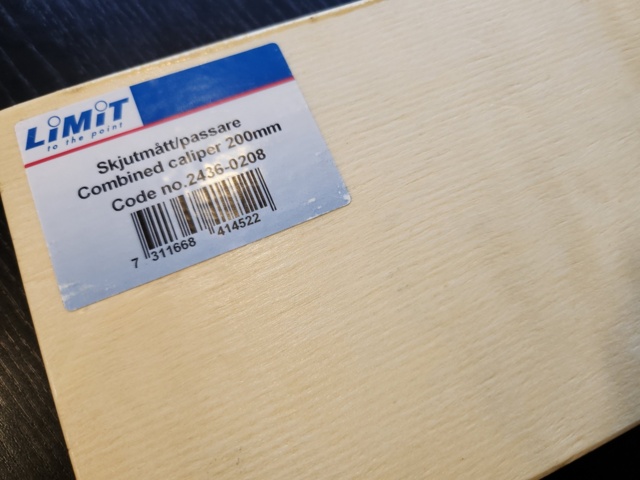 LiMiT
to the point
Skjutmått/passare
Combined caliper 200mm
Code no.2436-0208
7 311668 414522